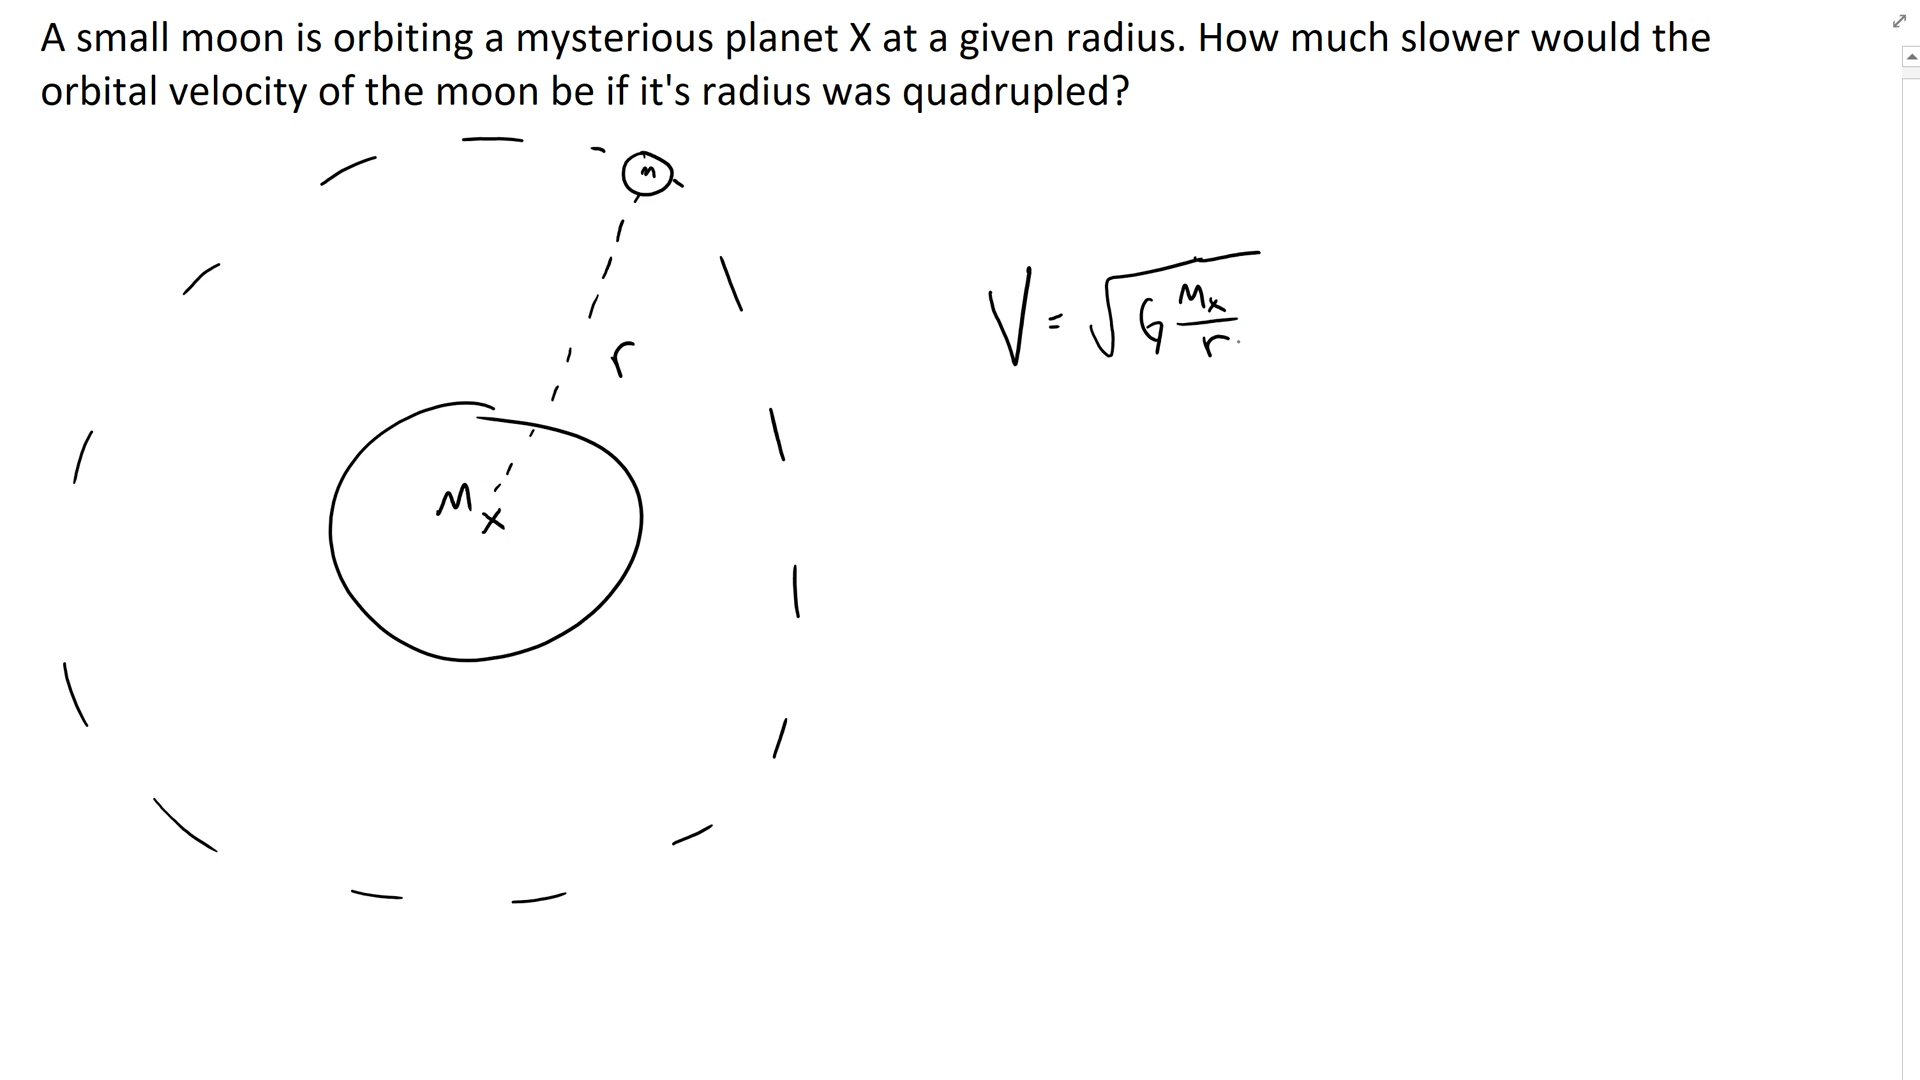 A small moon is orbiting a mysterious planet X at a given radius. How much slower would the
orbital velocity of the moon be if it's radius was quadrupled?
m
r
V = √(G Mx/r)
Mx